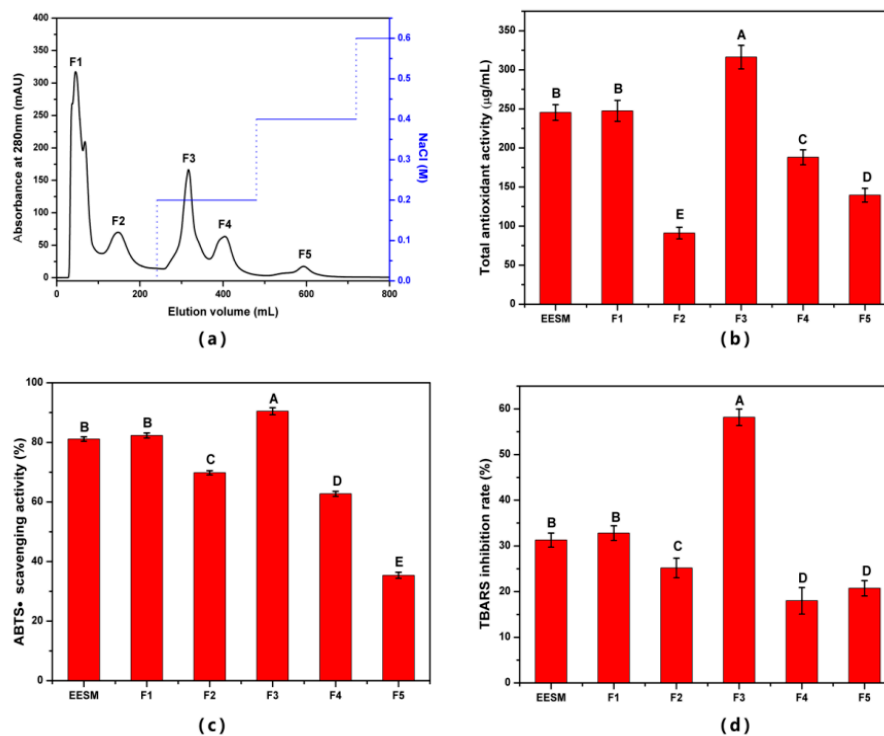 400
350
300
250
200
150
100
50
0
Absorbance at 280nm (mAU)
F1
F2
F3
F4
F5
0.6
0.5
0.4
0.3
0.2
0.1
0.0
NaCl (M)
0 200 400 600 800
Elution volume (mL)
(a)
400
350
300
250
200
150
100
50
0
Total antioxidant activity (μg/mL)
B B E A C D
EESM F1 F2 F3 F4 F5
(b)
100
80
60
40
20
0
ABTS• scavenging activity (%)
B B C A D E
EESM F1 F2 F3 F4 F5
(c)
60
50
40
30
20
10
0
TBARS inhibition rate (%)
B B C A D D
EESM F1 F2 F3 F4 F5
(d)